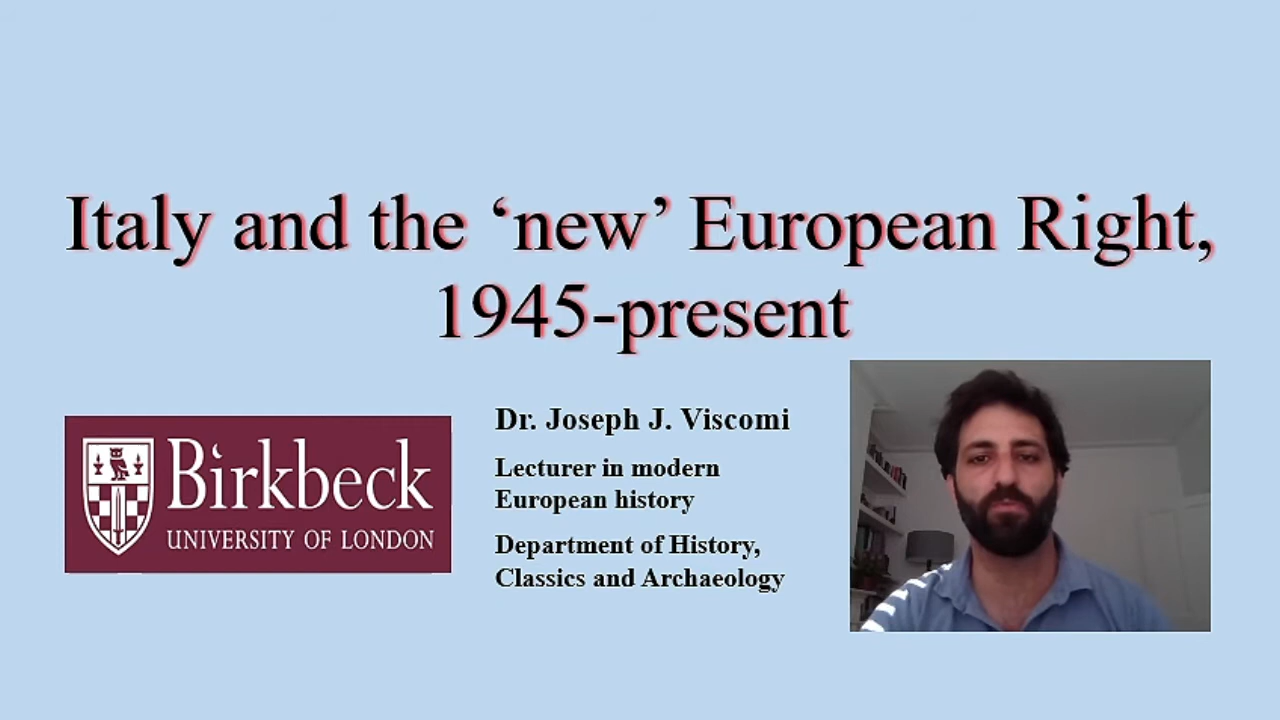 Italy and the ‘new’ European Right,
1945-present
Birkbeck
UNIVERSITY OF LONDON
Dr. Joseph J. Viscomi
Lecturer in modern
European history
Department of History,
Classics and Archaeology